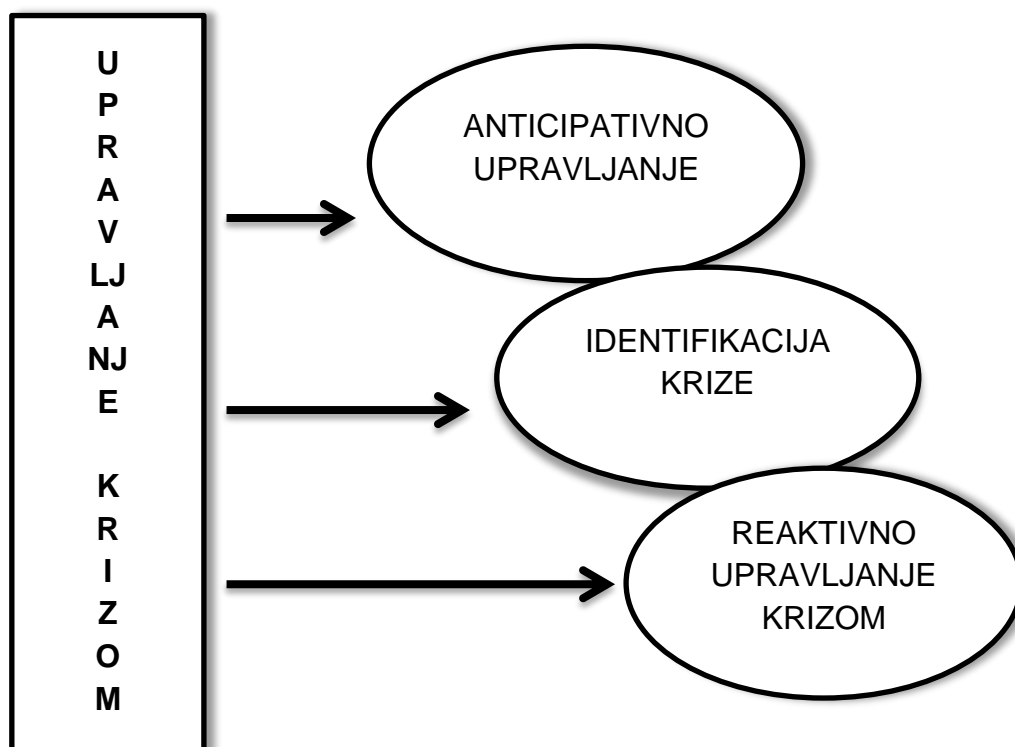 U
P
R
A
V
LJ
A
NJ
E
K
R
I
Z
O
M
ANTICIPATIVNO
UPRAVLJANJE
IDENTIFIKACIJA
KRIZE
REAKTIVNO
UPRAVLJANJE
KRIZOM